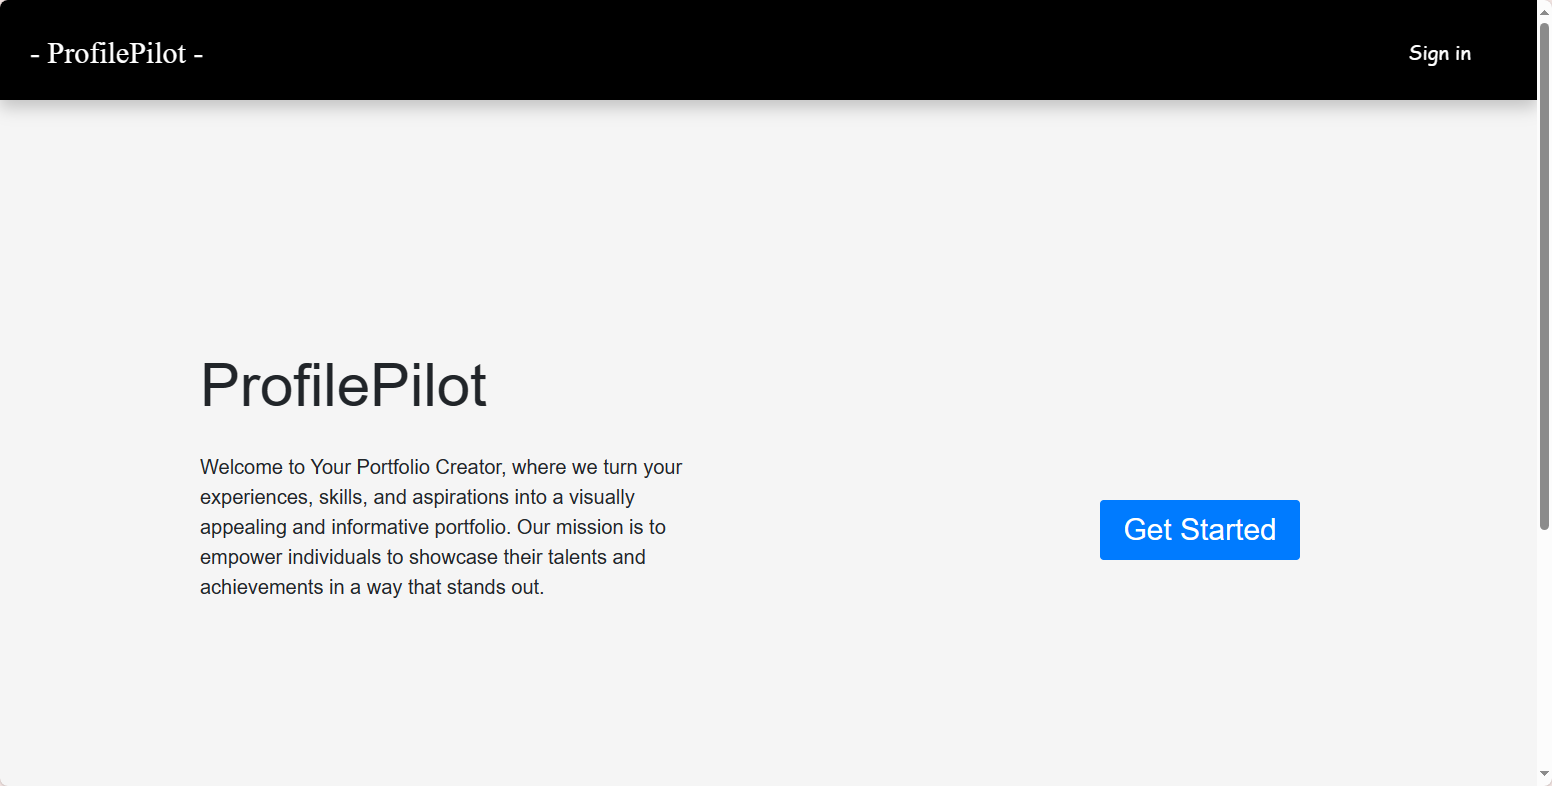 - ProfilePilot -
Sign in
ProfilePilot
Welcome to Your Portfolio Creator, where we turn your
experiences, skills, and aspirations into a visually
appealing and informative portfolio. Our mission is to
empower individuals to showcase their talents and
achievements in a way that stands out.
Get Started